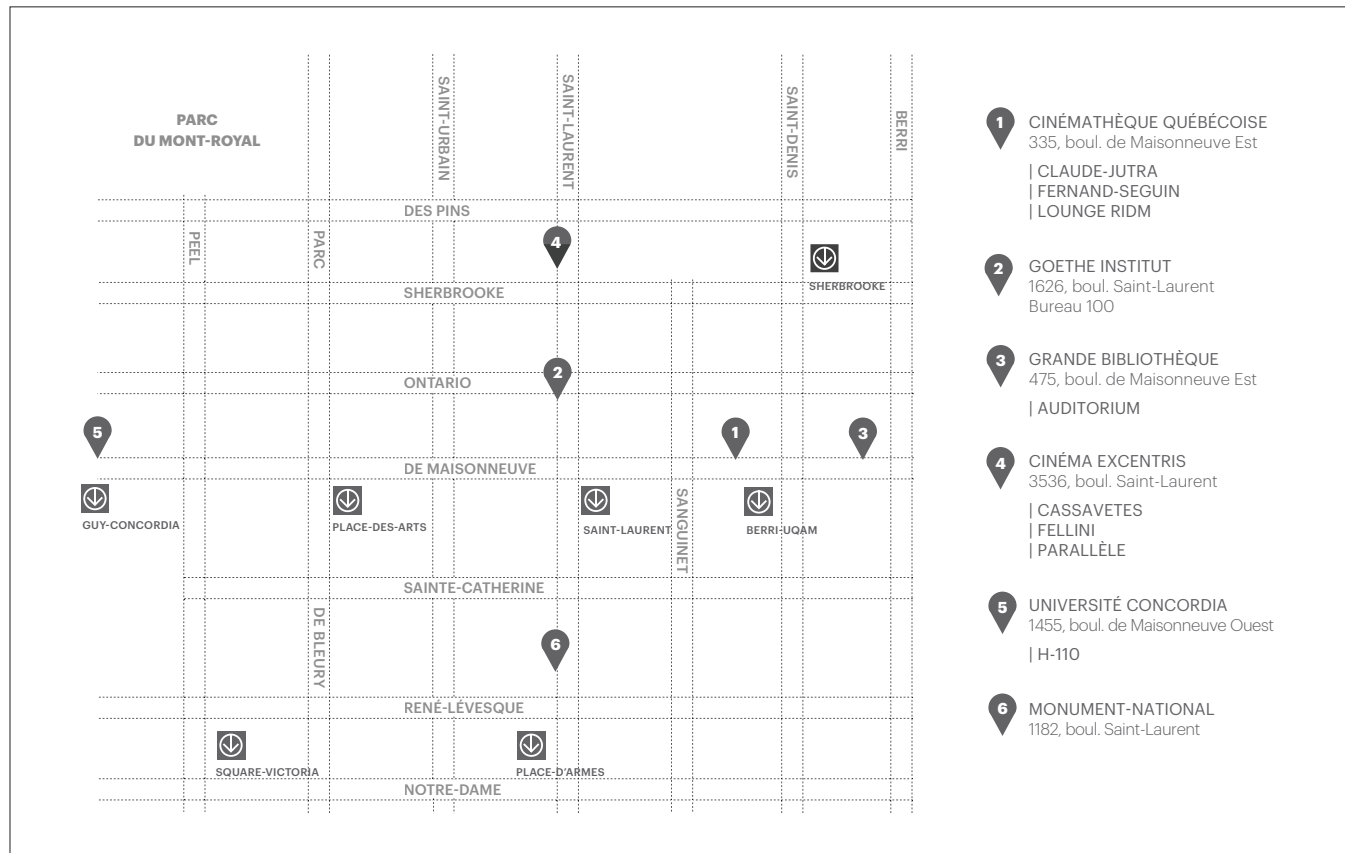 PARC
DU MONT-ROYAL
SAINT-URBAIN
SAINT-LAURENT
SAINT-DENIS
BERRI
DES PINS
PEEL
PARC
4
SHERBROOKE
SHERBROOKE
2
ONTARIO
5
1
3
DE MAISONNEUVE
GUY-CONCORDIA
PLACE-DES-ARTS
SAINT-LAURENT
SANGUINET
BERRI-UQAM
SAINTE-CATHERINE
DE BLEURY
6
RENÉ-LÉVESQUE
SQUARE-VICTORIA
PLACE-D'ARMES
NOTRE-DAME
1 CINÉMATHÈQUE QUÉBÉCOISE
335, boul. de Maisonneuve Est
| CLAUDE-JUTRA
| FERNAND-SEGUIN
| LOUNGE RIDM
2 GOETHE INSTITUT
1626, boul. Saint-Laurent
Bureau 100
3 GRANDE BIBLIOTHÈQUE
475, boul. de Maisonneuve Est
| AUDITORIUM
4 CINÉMA EXCENTRIS
3536, boul. Saint-Laurent
| CASSAVETES
| FELLINI
| PARALLÈLE
5 UNIVERSITÉ CONCORDIA
1455, boul. de Maisonneuve Ouest
| H-110
6 MONUMENT-NATIONAL
1182, boul. Saint-Laurent